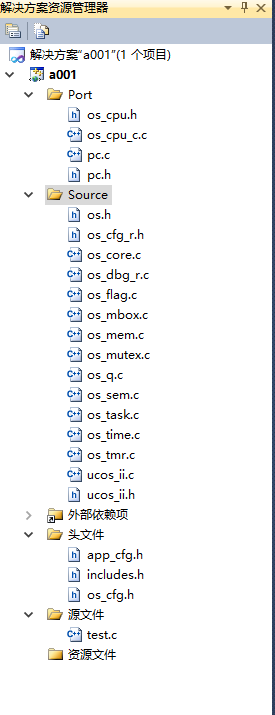 解决方案资源管理器
解决方案"a001"(1 个项目)
a001
Port
os_cpu.h
os_cpu_c.c
pc.c
pc.h
Source
os.h
os_cfg_r.h
os_core.c
os_dbg_r.c
os_flag.c
os_mbox.c
os_mem.c
os_mutex.c
os_q.c
os_sem.c
os_task.c
os_time.c
os_tmr.c
ucos_ii.c
ucos_ii.h
外部依赖项
头文件
app_cfg.h
includes.h
os_cfg.h
源文件
test.c
资源文件